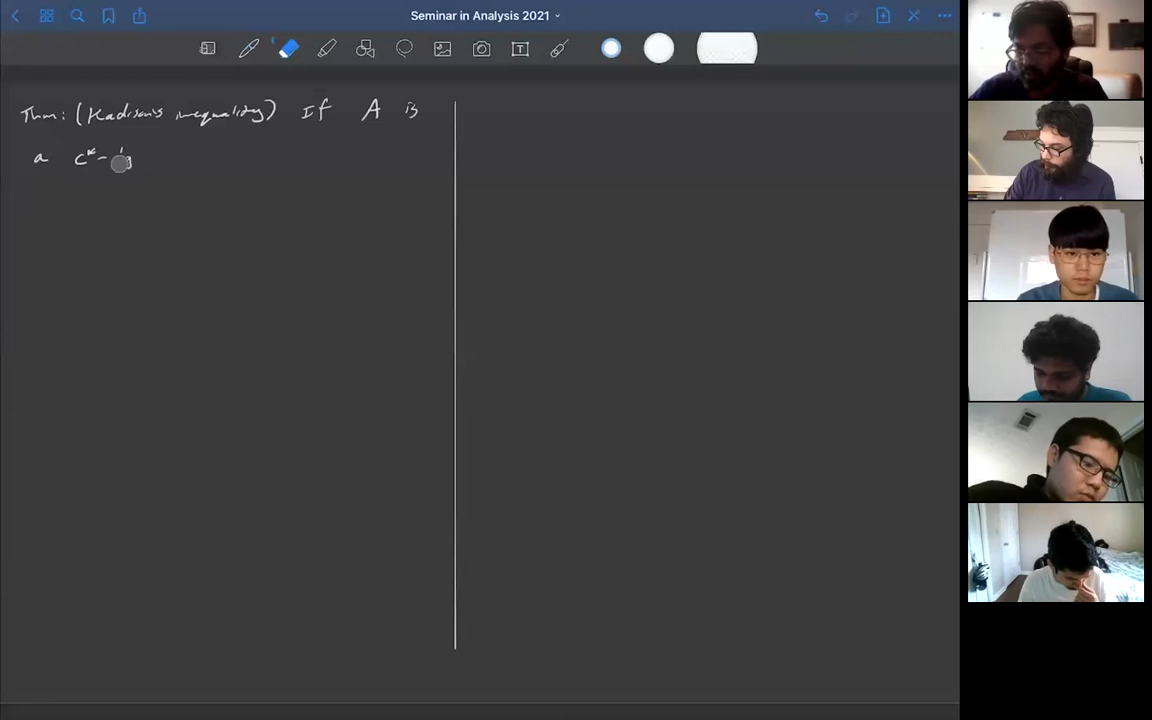 Seminar in Analysis 2021
Thm: (Kadison's inequality) If A is
a C*-